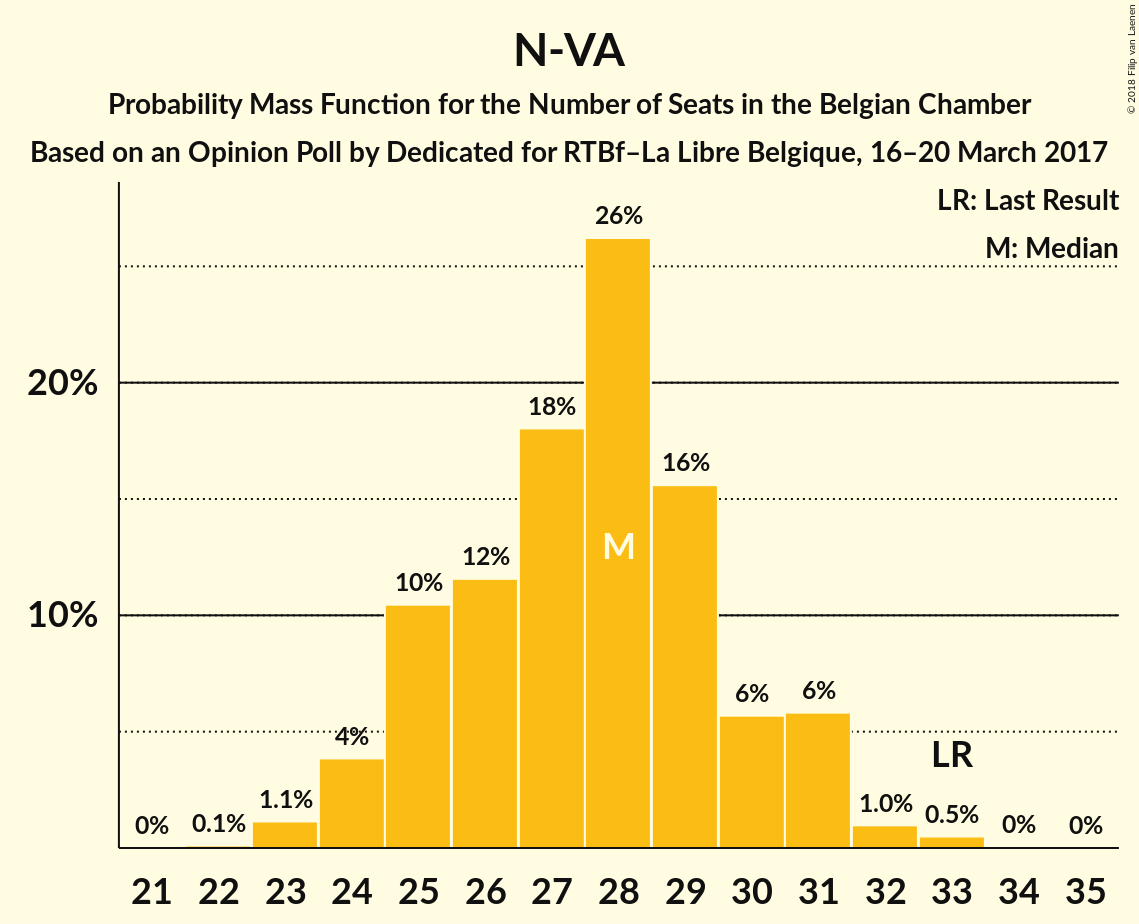 N-VA
Probability Mass Function for the Number of Seats in the Belgian Chamber
Based on an Opinion Poll by Dedicated for RTBf–La Libre Belgique, 16–20 March 2017
© 2018 Filip van Laenen
LR: Last Result
M: Median
20%
10%
0% 0.1% 1.1% 4% 10% 12% 18% 26% 16% 6% 6% 1.0% 0.5% 0% 0%
M
LR
21 22 23 24 25 26 27 28 29 30 31 32 33 34 35